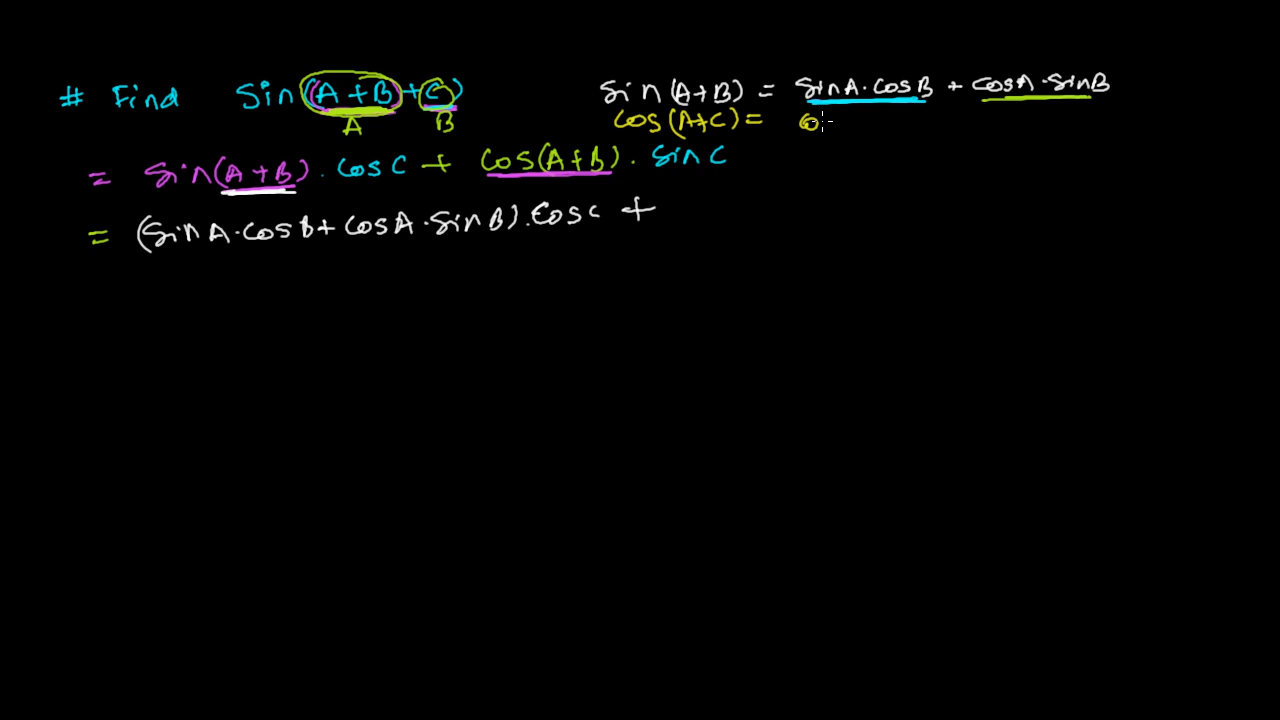 # Find Sin(A+B+C)
A B
= Sin(A+B). cosC + cos(A+B). sinC
= (SinA.cosB+cosA.sinB).cosc +
Sin(A+B) = SinA.cosB + cosA.sinB
cos(A+C) =